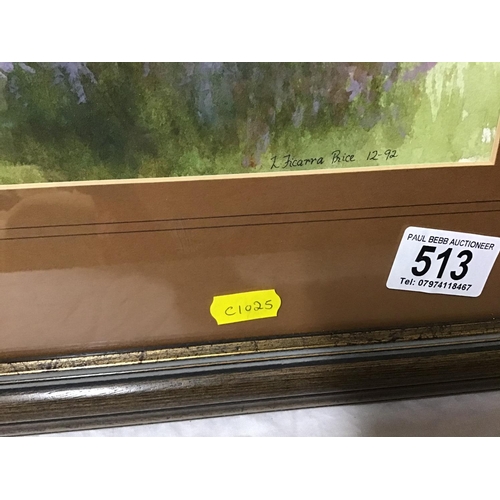 L Ficarra Price 12-92
PAUL BEBB AUCTIONEER
513
Tel: 07974118467
C1025